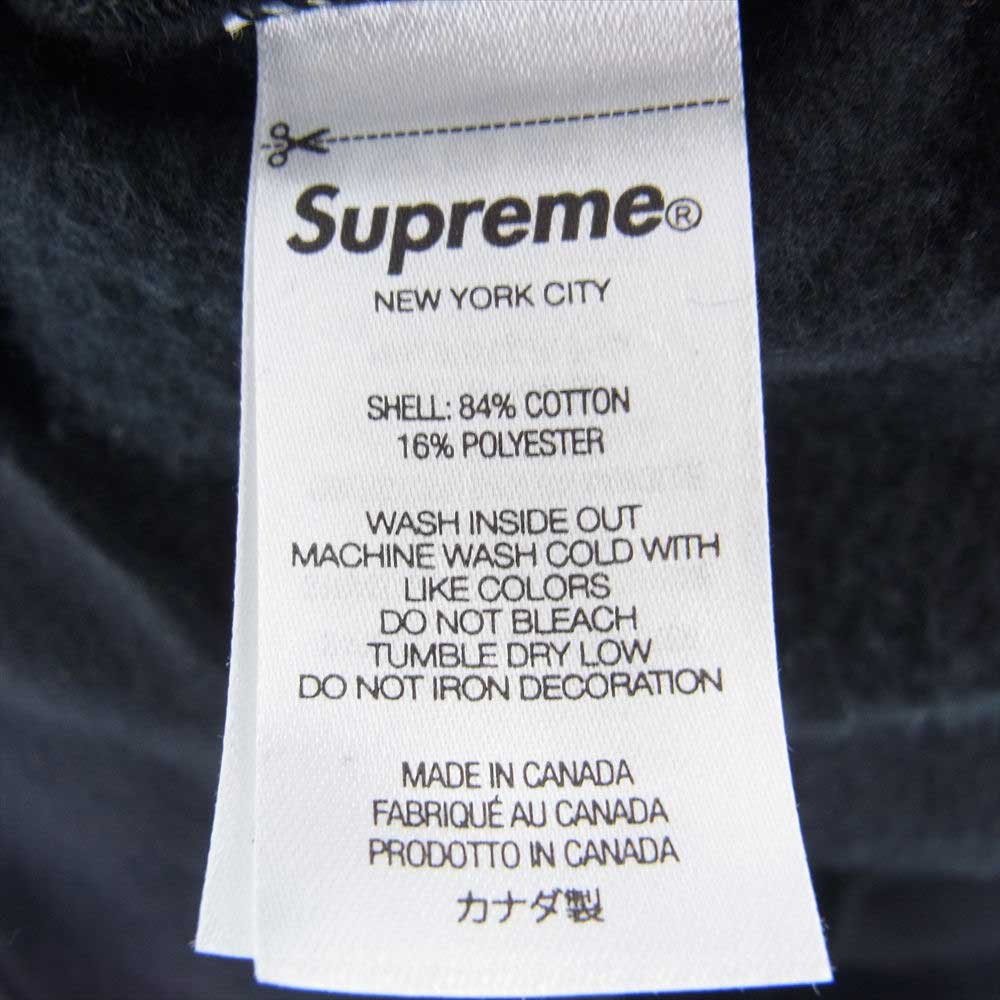 Supreme®
NEW YORK CITY
SHELL: 84% COTTON
16% POLYESTER
WASH INSIDE OUT
MACHINE WASH COLD WITH
LIKE COLORS
DO NOT BLEACH
TUMBLE DRY LOW
DO NOT IRON DECORATION
MADE IN CANADA
FABRIQUÉ AU CANADA
PRODOTTO IN CANADA
カナダ製